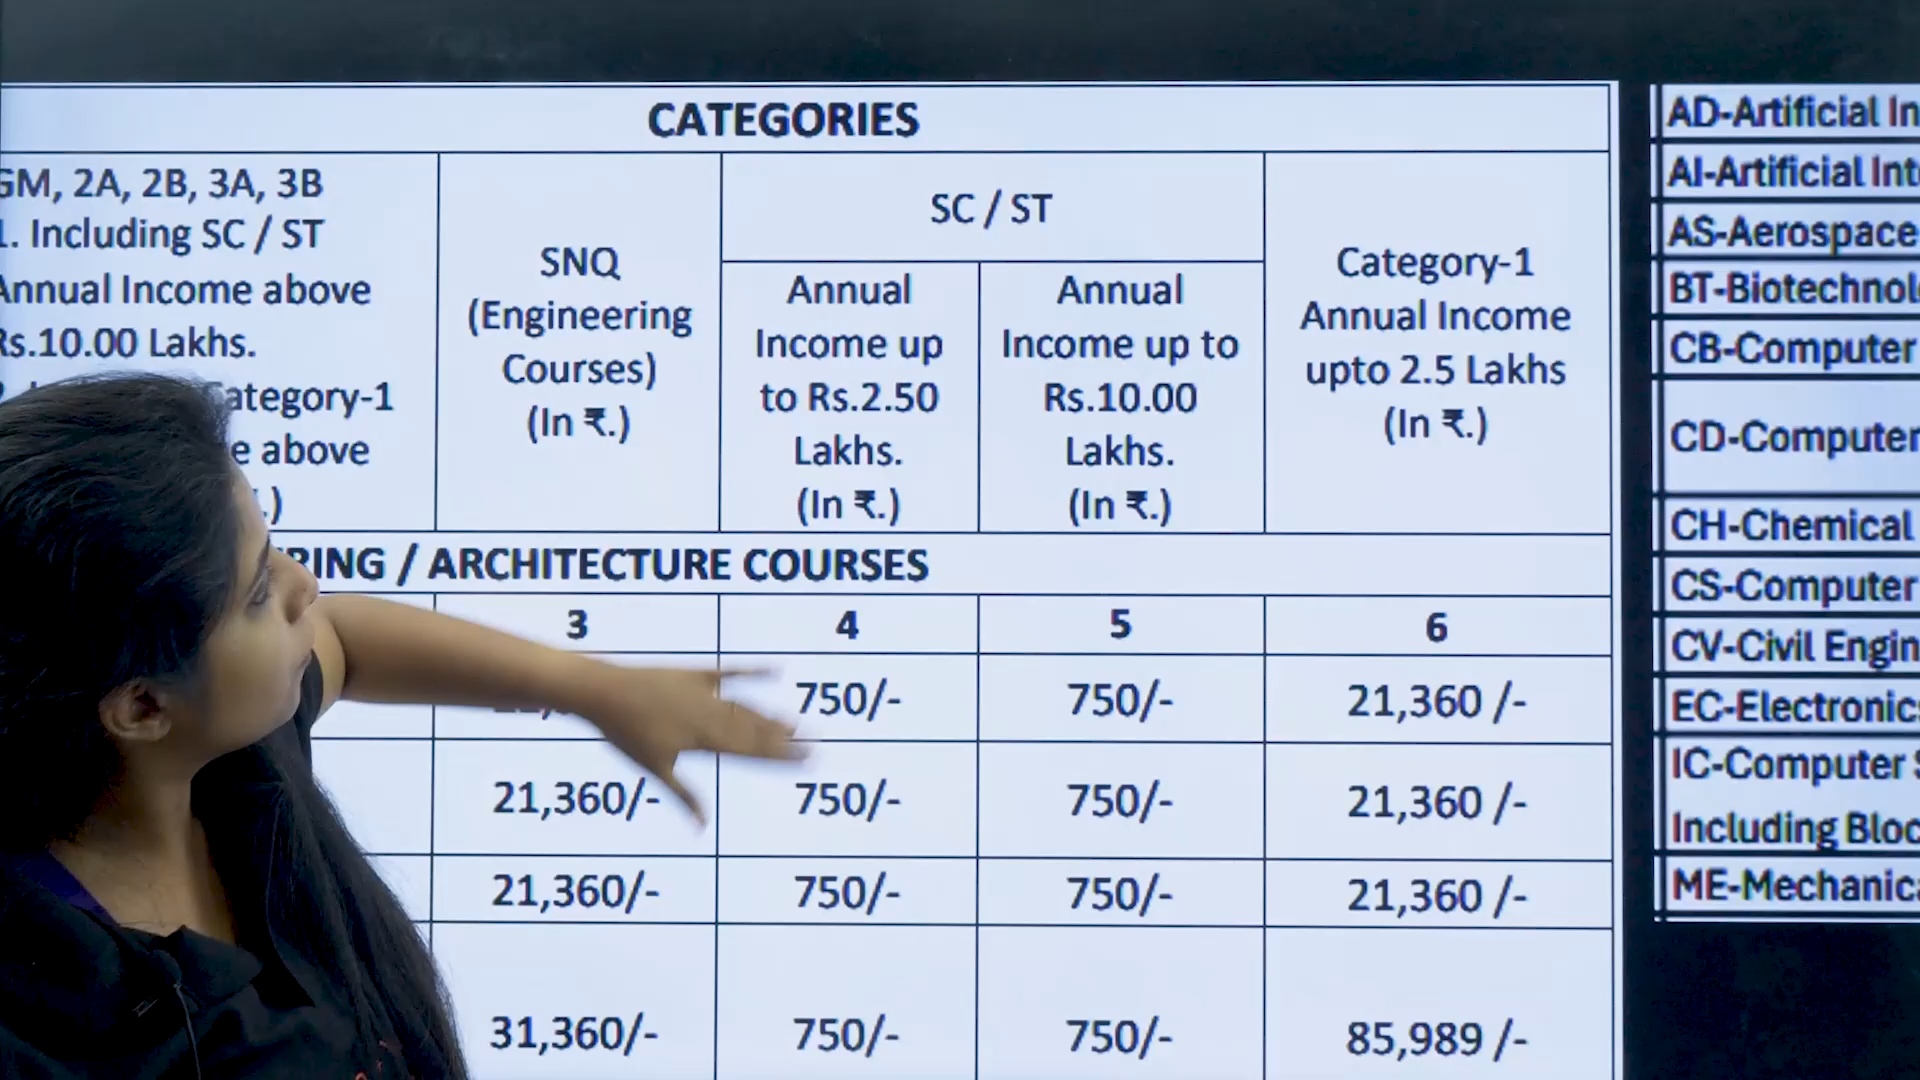 CATEGORIES
GM, 2A, 2B, 3A, 3B
1. Including SC / ST
Annual Income above
Rs.10.00 Lakhs.
ategory-1
e above
.)
SNQ
(Engineering
Courses)
(In ₹.)
SC / ST
Annual
Income up
to Rs.2.50
Lakhs.
(In ₹.)
Annual
Income up to
Rs.10.00
Lakhs.
(In ₹.)
Category-1
Annual Income
upto 2.5 Lakhs
(In ₹.)
RING / ARCHITECTURE COURSES
3 4 5 6
750/- 750/- 21,360 /-
21,360/- 750/- 750/- 21,360 /-
21,360/- 750/- 750/- 21,360 /-
31,360/- 750/- 750/- 85,989 /-
AD-Artificial In
AI-Artificial Int
AS-Aerospace
BT-Biotechnol
CB-Computer
CD-Computer
CH-Chemical
CS-Computer
CV-Civil Engin
EC-Electronics
IC-Computer S
Including Bloc
ME-Mechanica